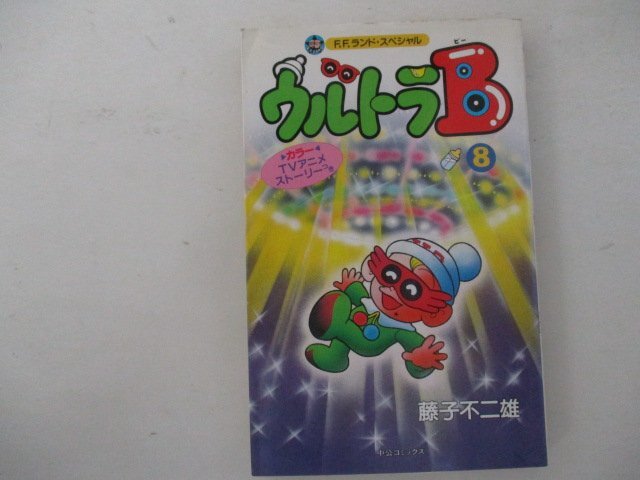 F.F.ランド・スペシャル
ウルトラB
ビー
カラー
TVアニメ
ストーリー
8
藤子不二雄
中公コミックス